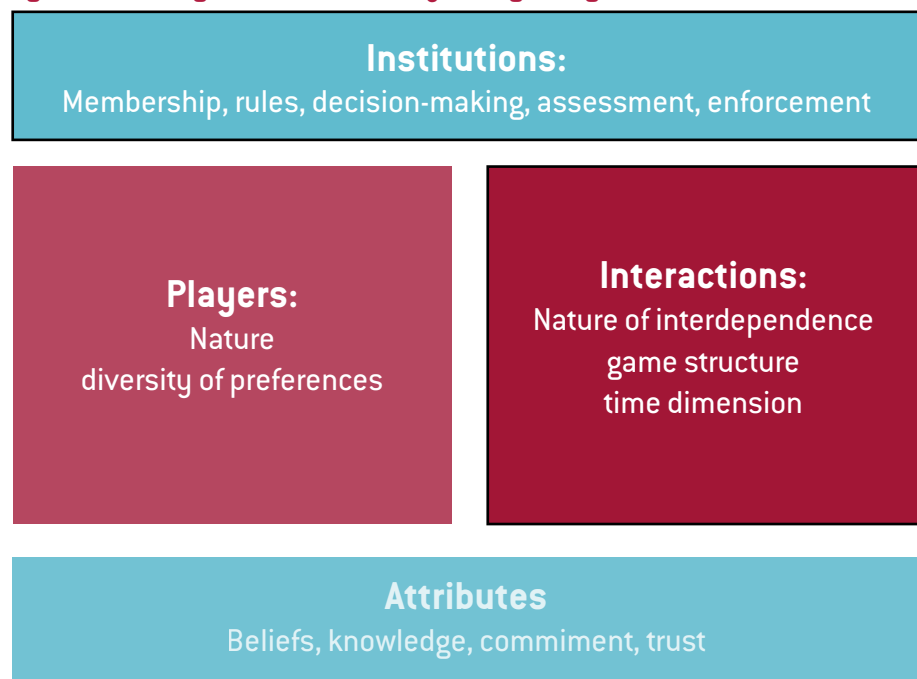 Institutions:
Membership, rules, decision-making, assessment, enforcement
Players:
Nature
diversity of preferences
Interactions:
Nature of interdependence
game structure
time dimension
Attributes
Beliefs, knowledge, commiment, trust